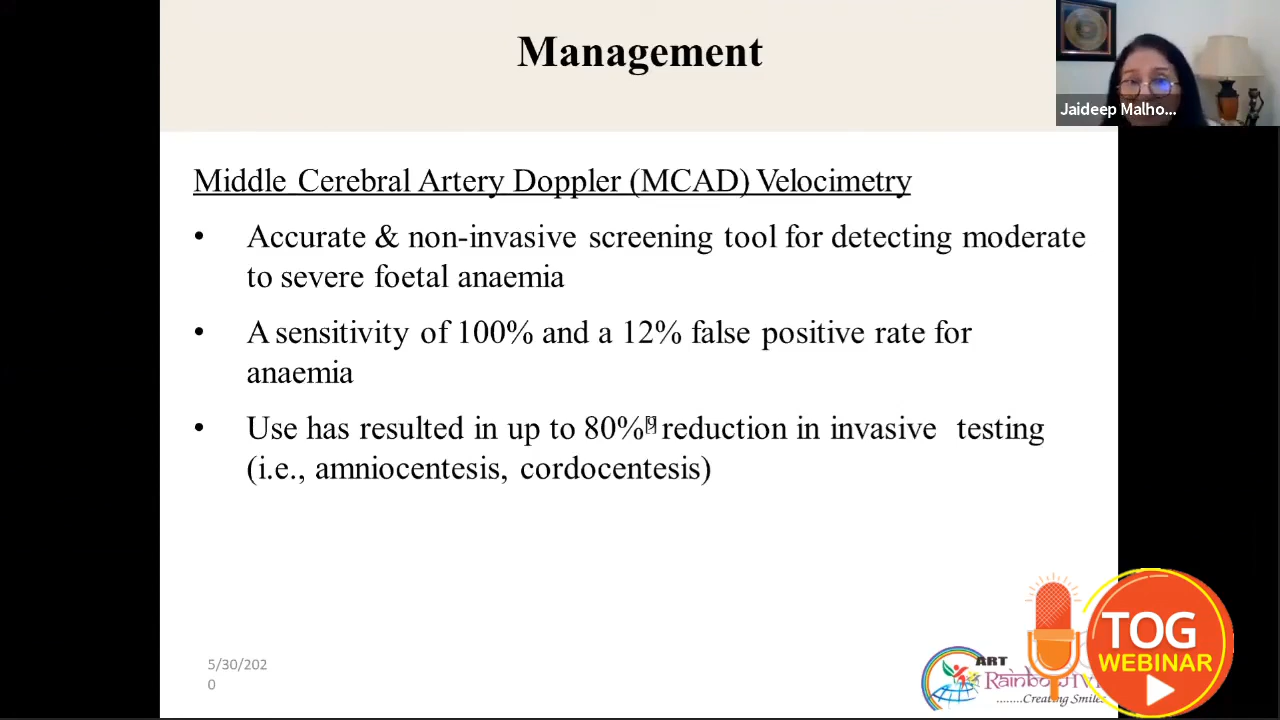 Management
Jaideep Malho...
Middle Cerebral Artery Doppler (MCAD) Velocimetry
• Accurate & non-invasive screening tool for detecting moderate
to severe foetal anaemia
• A sensitivity of 100% and a 12% false positive rate for
anaemia
• Use has resulted in up to 80%[9] reduction in invasive testing
(i.e., amniocentesis, cordocentesis)
5/30/202
0
ART
........Creating
TOG
WEBINAR